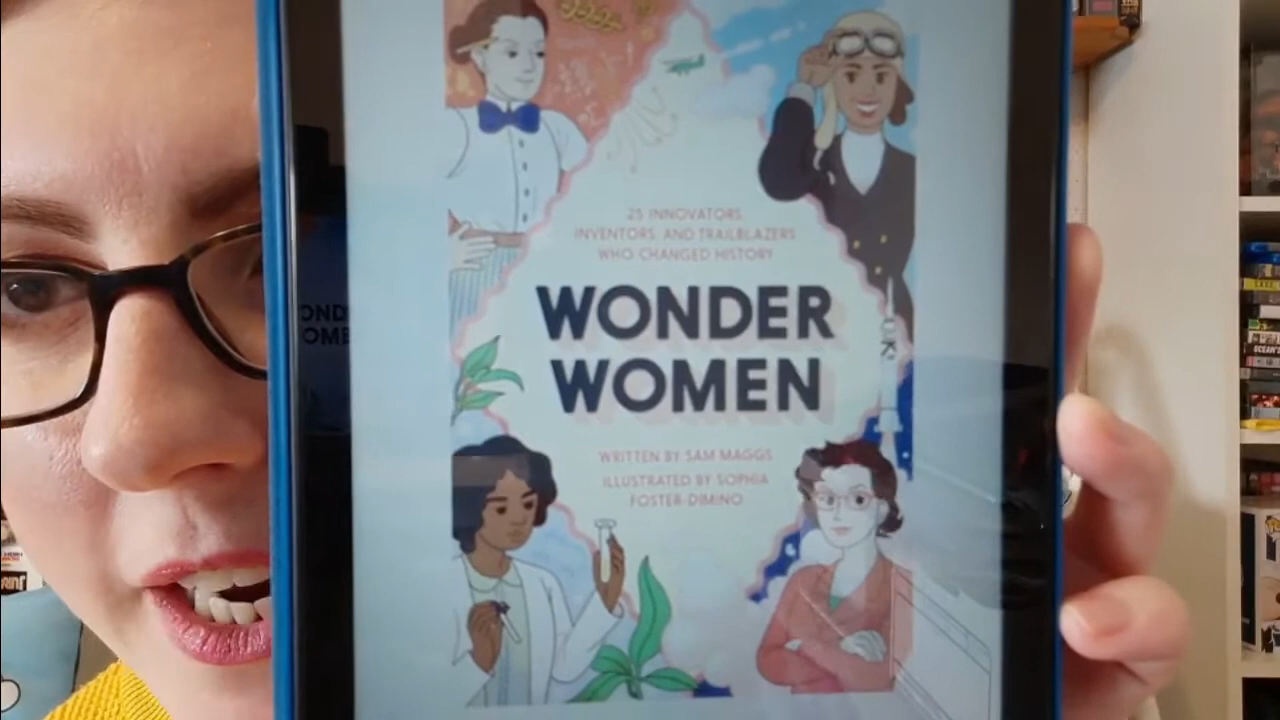 25 INNOVATORS,
INVENTORS, AND TRAILBLAZERS
WHO CHANGED HISTORY
WONDER
WOMEN
WRITTEN BY SAM MAGGS
ILLUSTRATED BY SOPHIA
FOSTER-DIMINO